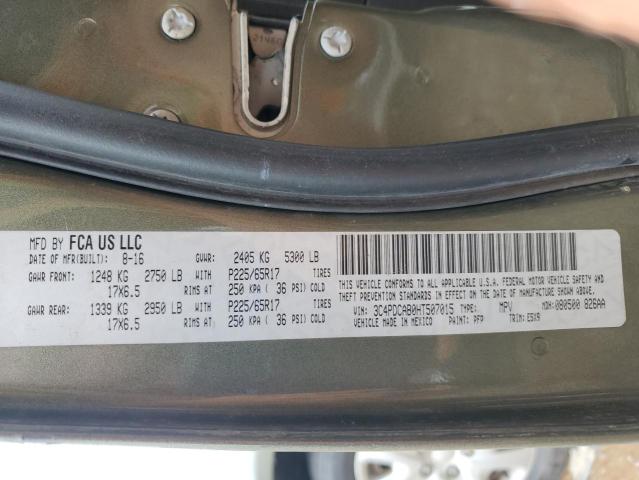 MFD BY FCA US LLC
DATE OF MFR(BUILT): 8-16 GVWR: 2405 KG 5300 LB
GAWR FRONT: 1248 KG 2750 LB WITH P225/65R17 TIRES
17X6.5 RIMS AT 250 KPA ( 36 PSI) COLD
GAWR REAR: 1339 KG 2950 LB WITH P225/65R17 TIRES
17X6.5 RIMS AT 250 KPA ( 36 PSI) COLD
THIS VEHICLE CONFORMS TO ALL APPLICABLE U.S.A. FEDERAL MOTOR VEHICLE SAFETY AND
THEFT PREVENTION STANDARDS IN EFFECT ON THE DATE OF MANUFACTURE SHOWN ABOVE.
VIN: 3C4PDCAB0HT507015 TYPE: MPV MDH: 080500 826AA
VEHICLE MADE IN MEXICO PAINT: PFP TRIM: E5X9